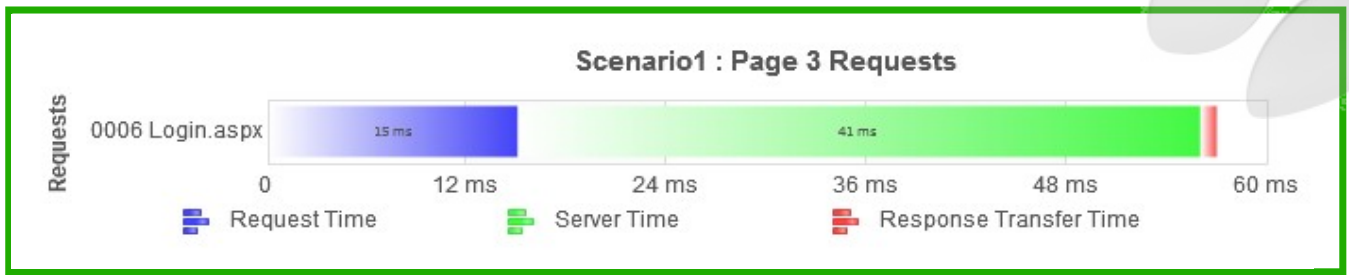 Scenario1 : Page 3 Requests
Requests
0006 Login.aspx
15 ms
41 ms
0
12 ms
24 ms
36 ms
48 ms
60 ms
Request Time
Server Time
Response Transfer Time